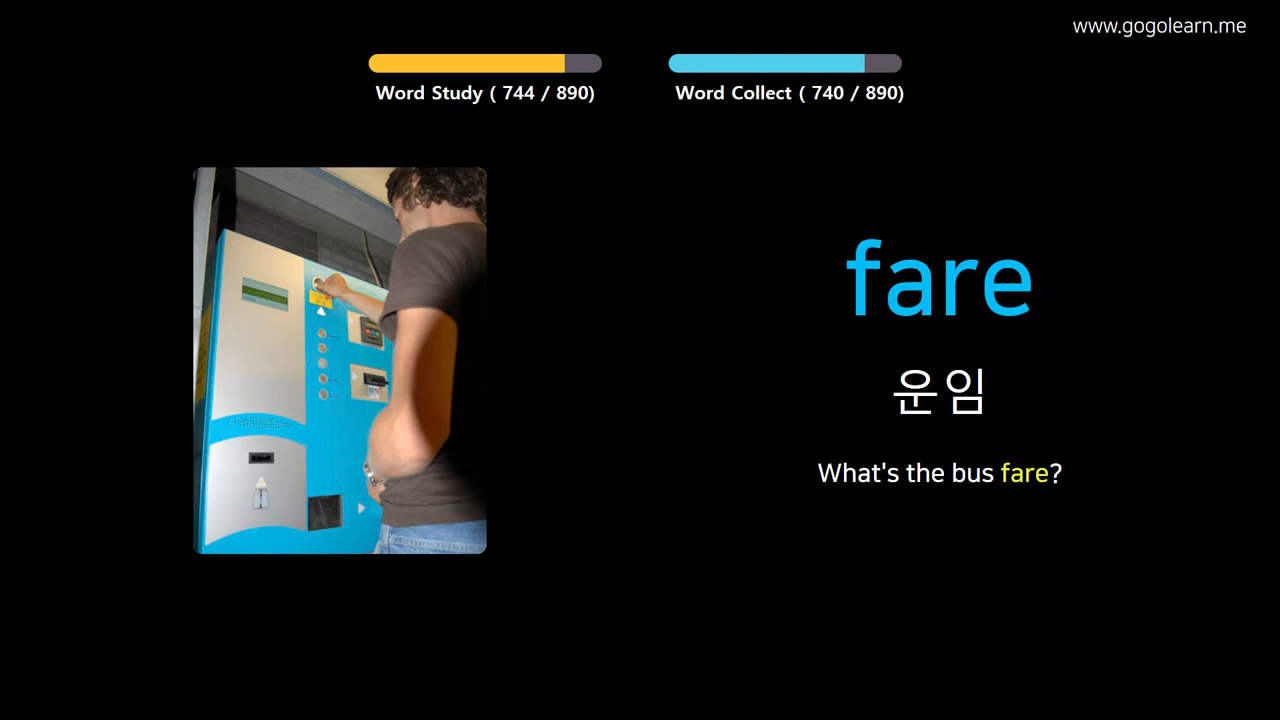 www.gogolearn.me
Word Study ( 744 / 890)
Word Collect ( 740 / 890)
fare
운임
What's the bus fare?